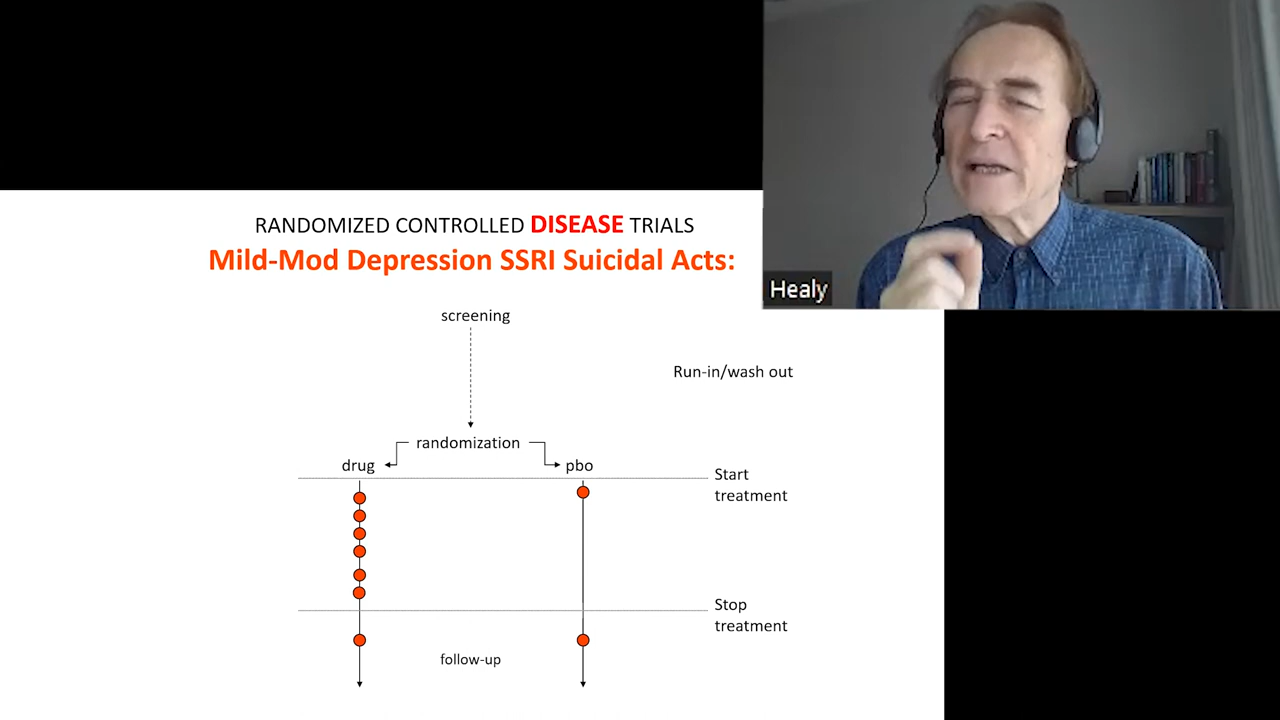 Healy
RANDOMIZED CONTROLLED DISEASE TRIALS
Mild-Mod Depression SSRI Suicidal Acts:
screening
Run-in/wash out
randomization
drug
pbo
Start
treatment
Stop
treatment
follow-up